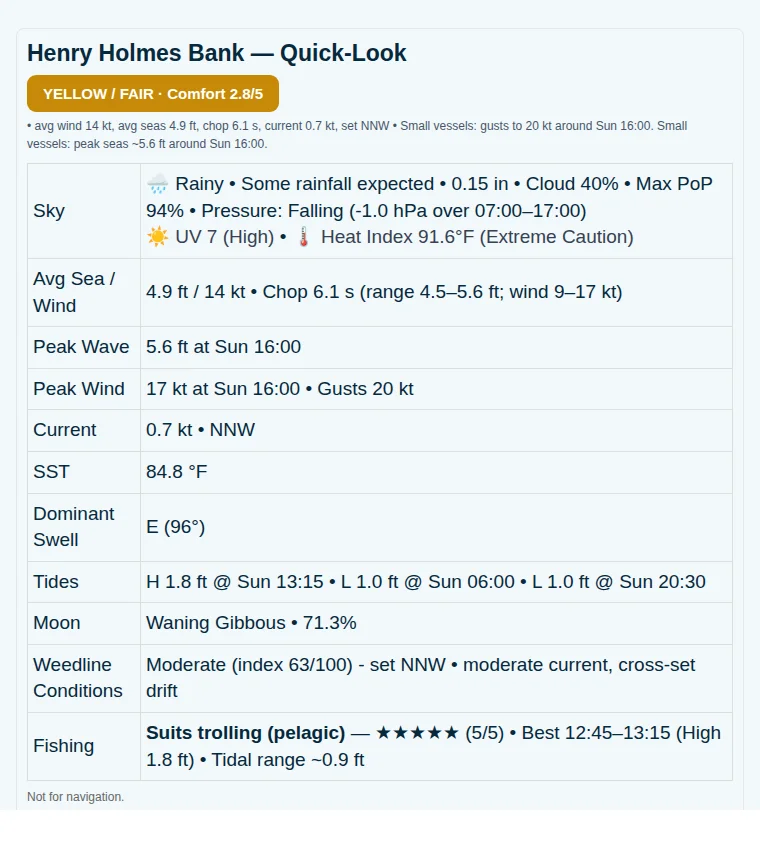 Henry Holmes Bank — Quick-Look
YELLOW / FAIR · Comfort 2.8/5
• avg wind 14 kt, avg seas 4.9 ft, chop 6.1 s, current 0.7 kt, set NNW • Small vessels: gusts to 20 kt around Sun 16:00. Small
vessels: peak seas ~5.6 ft around Sun 16:00.
Sky
🌧️ Rainy • Some rainfall expected • 0.15 in • Cloud 40% • Max PoP
94% • Pressure: Falling (-1.0 hPa over 07:00–17:00)
☀️ UV 7 (High) • 🌡️ Heat Index 91.6°F (Extreme Caution)
Avg Sea /
Wind
4.9 ft / 14 kt • Chop 6.1 s (range 4.5–5.6 ft; wind 9–17 kt)
Peak Wave
5.6 ft at Sun 16:00
Peak Wind
17 kt at Sun 16:00 • Gusts 20 kt
Current
0.7 kt • NNW
SST
84.8 °F
Dominant
Swell
E (96°)
Tides
H 1.8 ft @ Sun 13:15 • L 1.0 ft @ Sun 06:00 • L 1.0 ft @ Sun 20:30
Moon
Waning Gibbous • 71.3%
Weedline
Conditions
Moderate (index 63/100) - set NNW • moderate current, cross-set
drift
Fishing
Suits trolling (pelagic) — ★★★★★ (5/5) • Best 12:45–13:15 (High
1.8 ft) • Tidal range ~0.9 ft
Not for navigation.